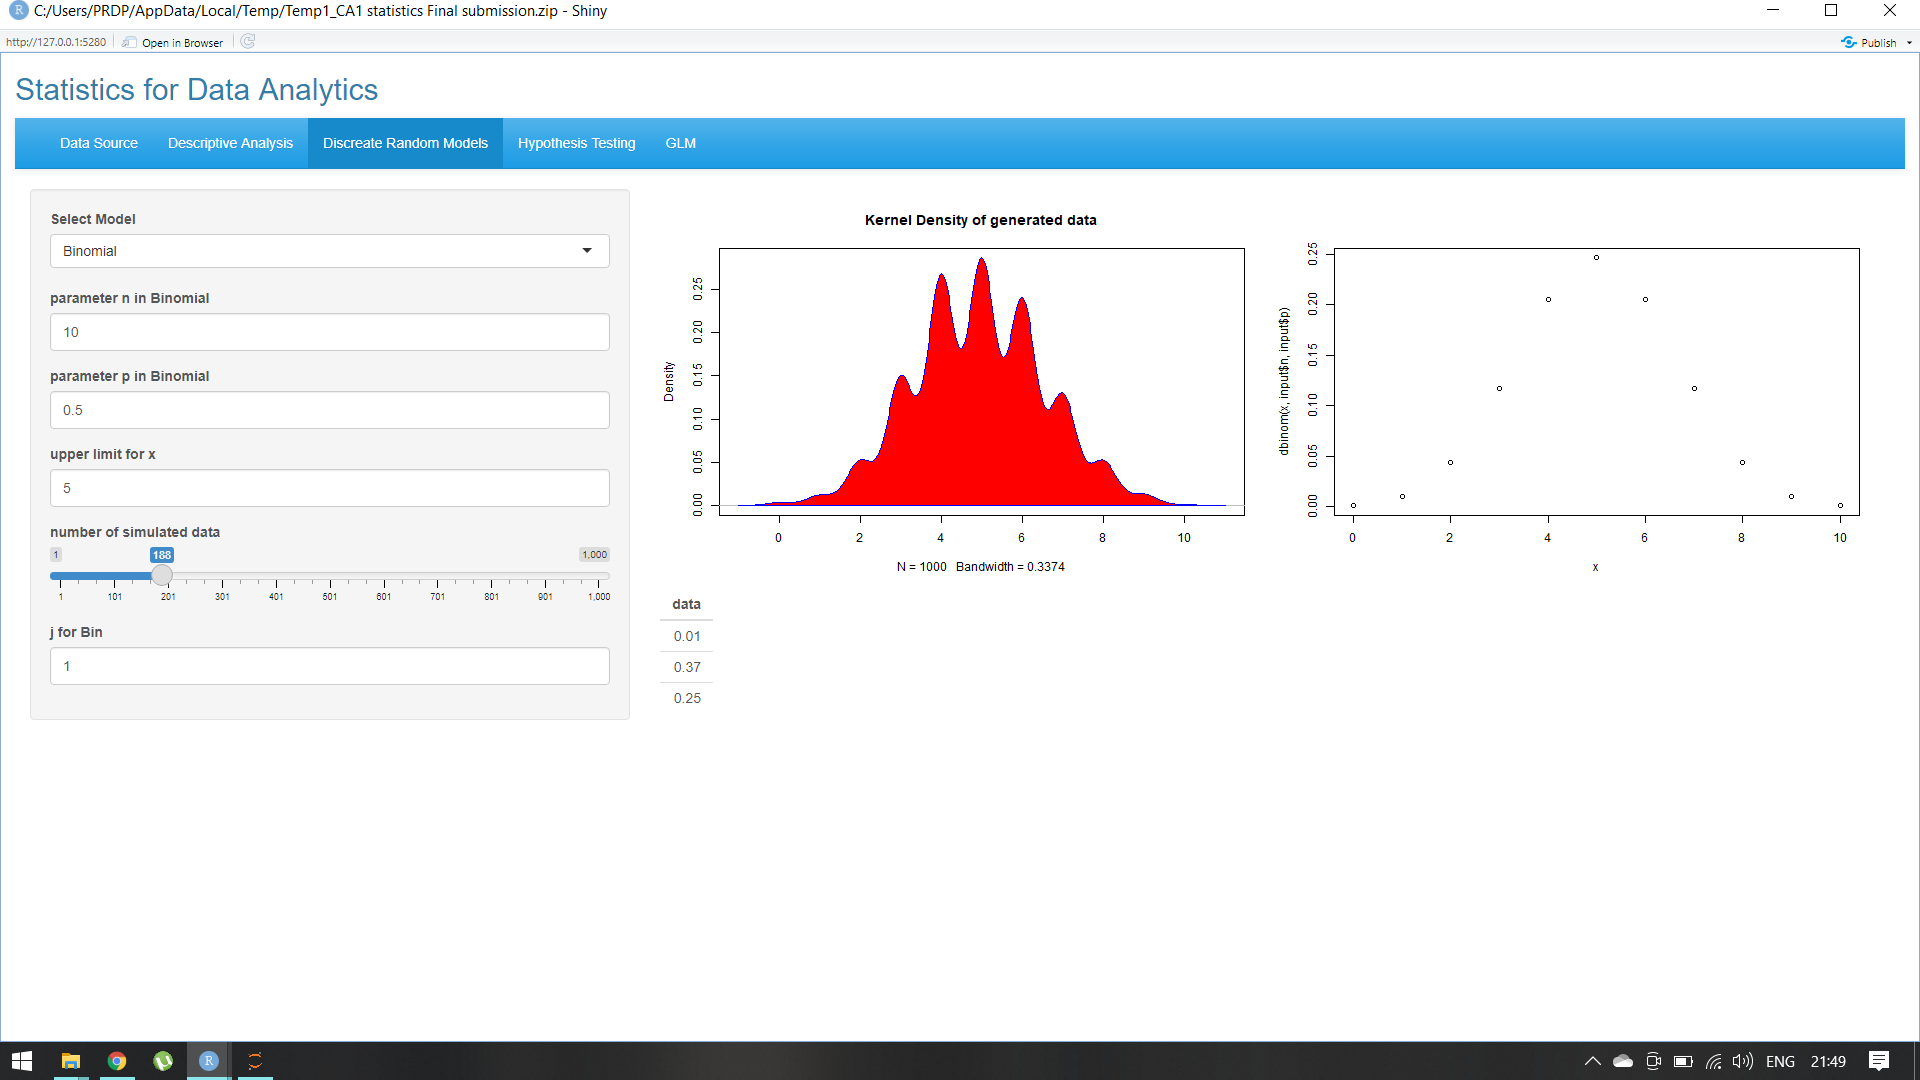 R C:/Users/PRDP/AppData/Local/Temp/Temp1_CA1 statistics Final submission.zip - Shiny
http://127.0.0.1:5280 Open in Browser Publish
Statistics for Data Analytics
Data Source Descriptive Analysis Discreate Random Models Hypothesis Testing GLM
Select Model
Binomial
parameter n in Binomial
10
parameter p in Binomial
0.5
upper limit for x
5
number of simulated data
1 188 1,000
1 101 201 301 401 501 601 701 801 901 1,000
j for Bin
1
Kernel Density of generated data
Density
0.00 0.05 0.10 0.15 0.20 0.25
0 2 4 6 8 10
N = 1000 Bandwidth = 0.3374
dbinom(x, input$n, input$p)
0.00 0.05 0.10 0.15 0.20 0.25
0 2 4 6 8 10
x
data
0.01
0.37
0.25
R ENG 21:49